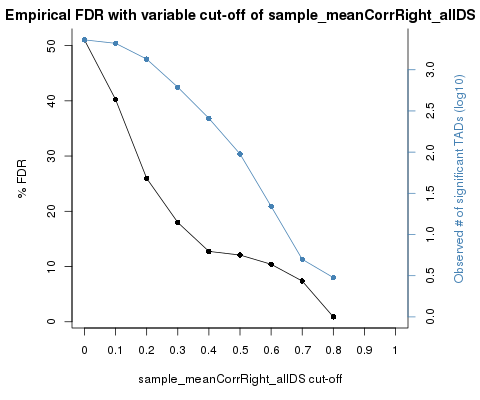 Empirical FDR with variable cut-off of sample_meanCorrRight_allDS
% FDR
50
40
30
20
10
0
3.0
2.5
2.0
1.5
1.0
0.5
0.0
Observed # of significant TADs (log10)
0 0.1 0.2 0.3 0.4 0.5 0.6 0.7 0.8 0.9 1
sample_meanCorrRight_allDS cut-off